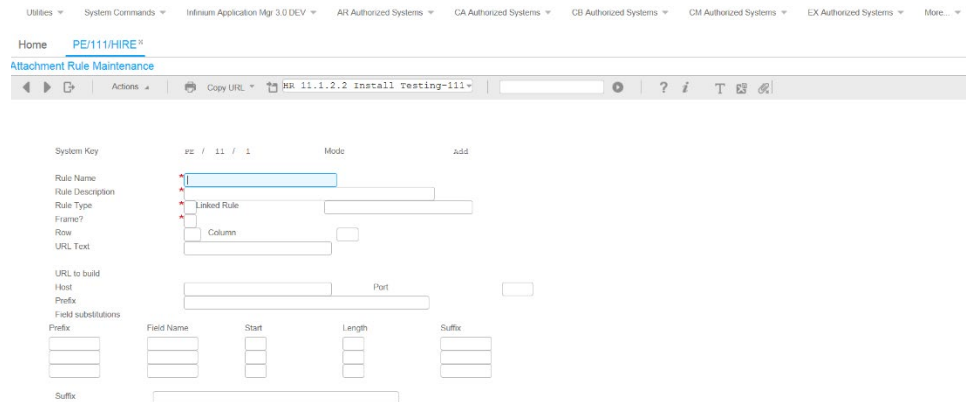 Utilities System Commands Infinium Application Mgr 3.0 DEV AR Authorized Systems CA Authorized Systems CB Authorized Systems CM Authorized Systems EX Authorized Systems More...
Home PE/111/HIRE
Attachment Rule Maintenance
Actions Copy URL HR 11.1.2.2 Install Testing-111
System Key PE / 11 / 1 Mode Add
Rule Name *
Rule Description *
Rule Type * Linked Rule
Frame? *
Row Column
URL Text
URL to build
Host Port
Prefix
Field substitutions
Prefix Field Name Start Length Suffix
Suffix